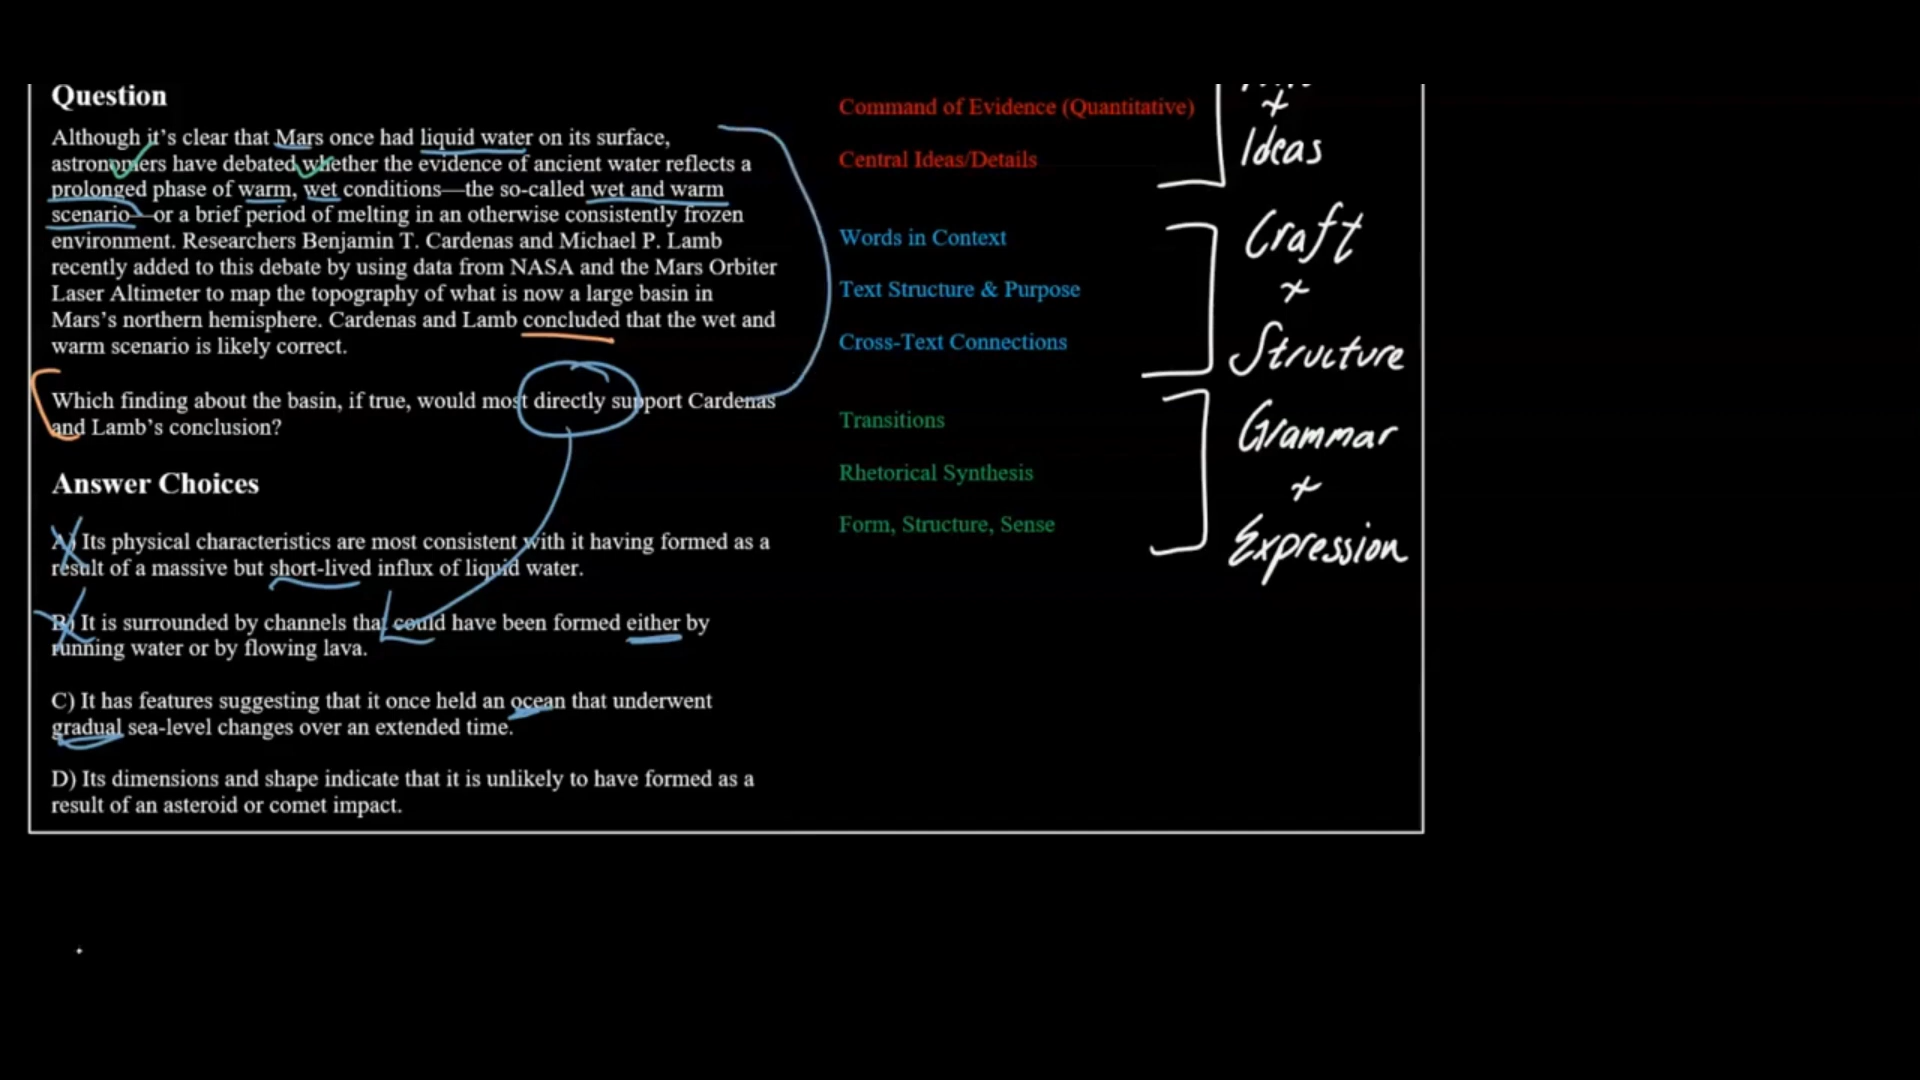 Question
Although it's clear that Mars once had liquid water on its surface,
astronomers have debated whether the evidence of ancient water reflects a
prolonged phase of warm, wet conditions—the so-called wet and warm
scenario—or a brief period of melting in an otherwise consistently frozen
environment. Researchers Benjamin T. Cardenas and Michael P. Lamb
recently added to this debate by using data from NASA and the Mars Orbiter
Laser Altimeter to map the topography of what is now a large basin in
Mars's northern hemisphere. Cardenas and Lamb concluded that the wet and
warm scenario is likely correct.
Which finding about the basin, if true, would most directly support Cardenas
and Lamb's conclusion?
Answer Choices
A) Its physical characteristics are most consistent with it having formed as a
result of a massive but short-lived influx of liquid water.
B) It is surrounded by channels that could have been formed either by
running water or by flowing lava.
C) It has features suggesting that it once held an ocean that underwent
gradual sea-level changes over an extended time.
D) Its dimensions and shape indicate that it is unlikely to have formed as a
result of an asteroid or comet impact.
Command of Evidence (Quantitative)
Central Ideas/Details
Words in Context
Text Structure & Purpose
Cross-Text Connections
Transitions
Rhetorical Synthesis
Form, Structure, Sense
+
Ideas
Craft
+
Structure
Grammar
+
Expression